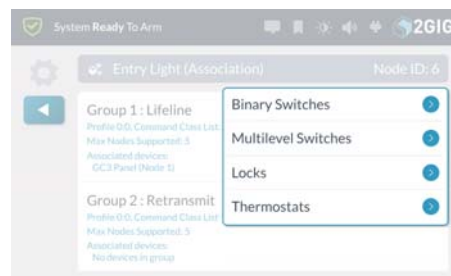 System Ready To Arm
2GIG
Entry Light (Association)
Node ID: 6
Group 1 : Lifeline
Profile 0:0, Command Class List:
Max Nodes Supported: 5
Associated devices:
GC3 Panel (Node 1)
Group 2 : Retransmit
Profile 0:0, Command Class List:
Max Nodes Supported: 5
Associated devices:
No devices in group
Binary Switches
Multilevel Switches
Locks
Thermostats